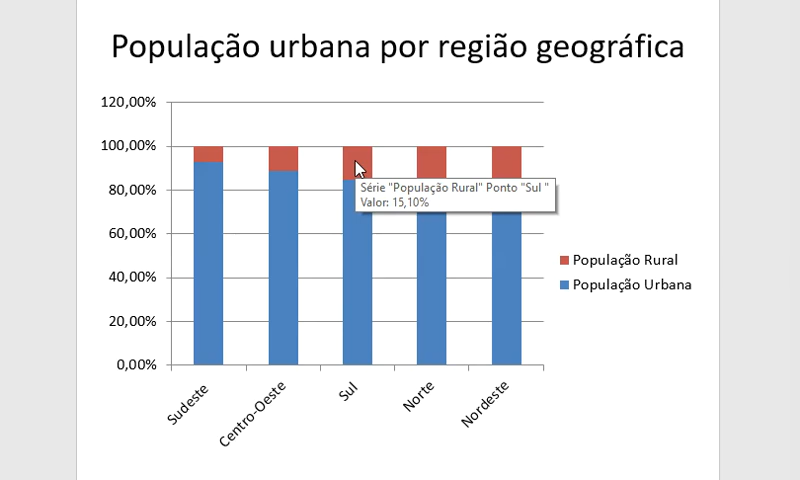 População urbana por região geográfica
120,00%
100,00%
80,00%
60,00%
40,00%
20,00%
0,00%
Série "População Rural" Ponto "Sul "
Valor: 15,10%
População Rural
População Urbana
Sudeste
Centro-Oeste
Sul
Norte
Nordeste